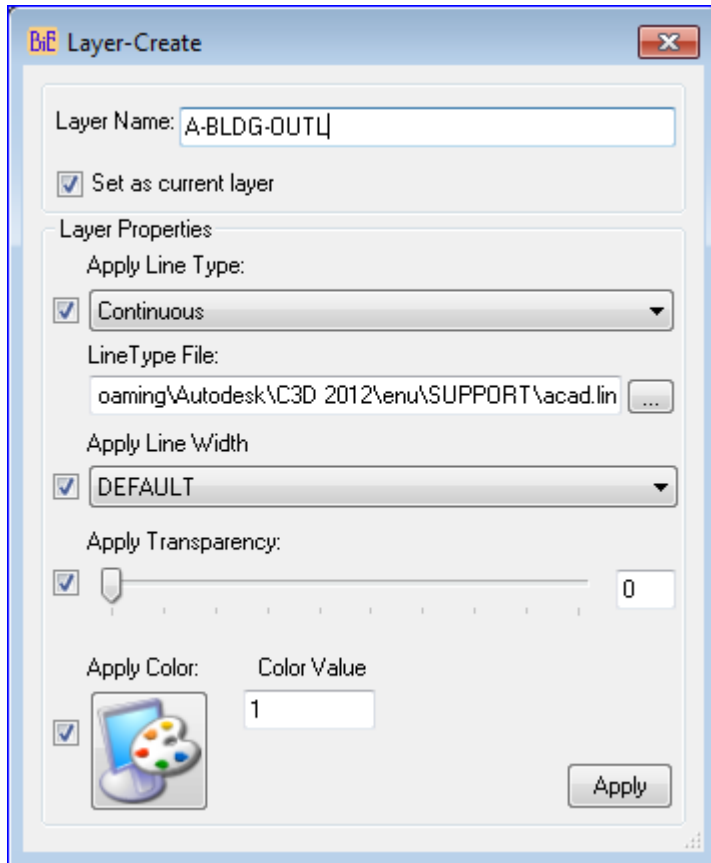 BiE Layer-Create
Layer Name: A-BLDG-OUTL
Set as current layer
Layer Properties
Apply Line Type:
Continuous
LineType File:
oaming\Autodesk\C3D 2012\enu\SUPPORT\acad.lin ...
Apply Line Width
DEFAULT
Apply Transparency:
0
Apply Color: Color Value
1
Apply